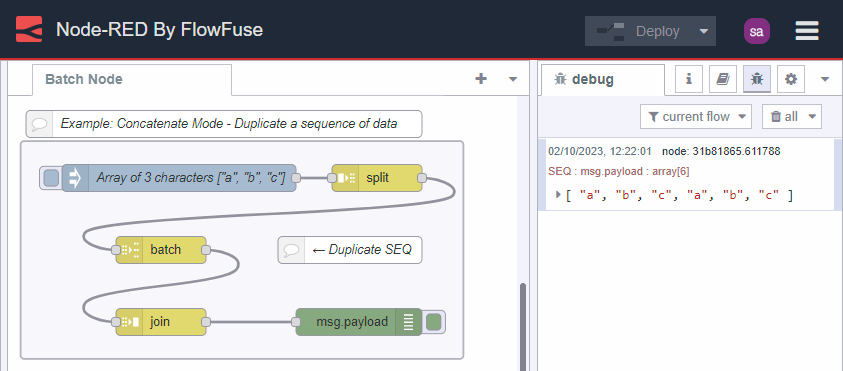 Node-RED By FlowFuse
Deploy
sa
Batch Node
debug
i
current flow
all
Example: Concatenate Mode - Duplicate a sequence of data
Array of 3 characters ["a", "b", "c"]
split
batch
← Duplicate SEQ
join
msg.payload
02/10/2023, 12:22:01 node: 31b81865.611788
SEQ : msg.payload : array[6]
[ "a", "b", "c", "a", "b", "c" ]